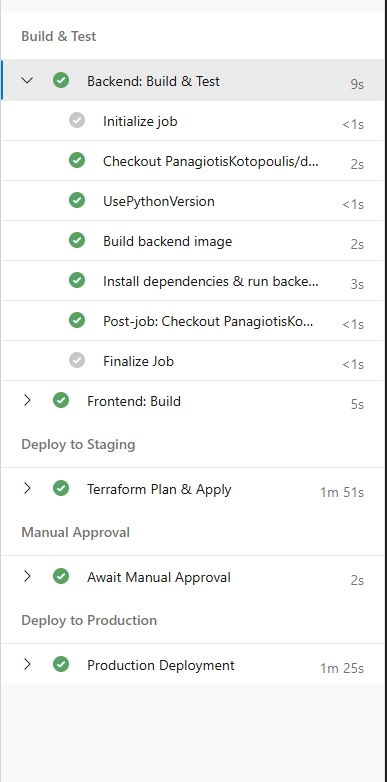 Build & Test
Backend: Build & Test 9s
Initialize job <1s
Checkout PanagiotisKotopoulis/d... 2s
UsePythonVersion <1s
Build backend image 2s
Install dependencies & run backe... 3s
Post-job: Checkout PanagiotisKo... <1s
Finalize Job <1s
Frontend: Build 5s
Deploy to Staging
Terraform Plan & Apply 1m 51s
Manual Approval
Await Manual Approval 2s
Deploy to Production
Production Deployment 1m 25s